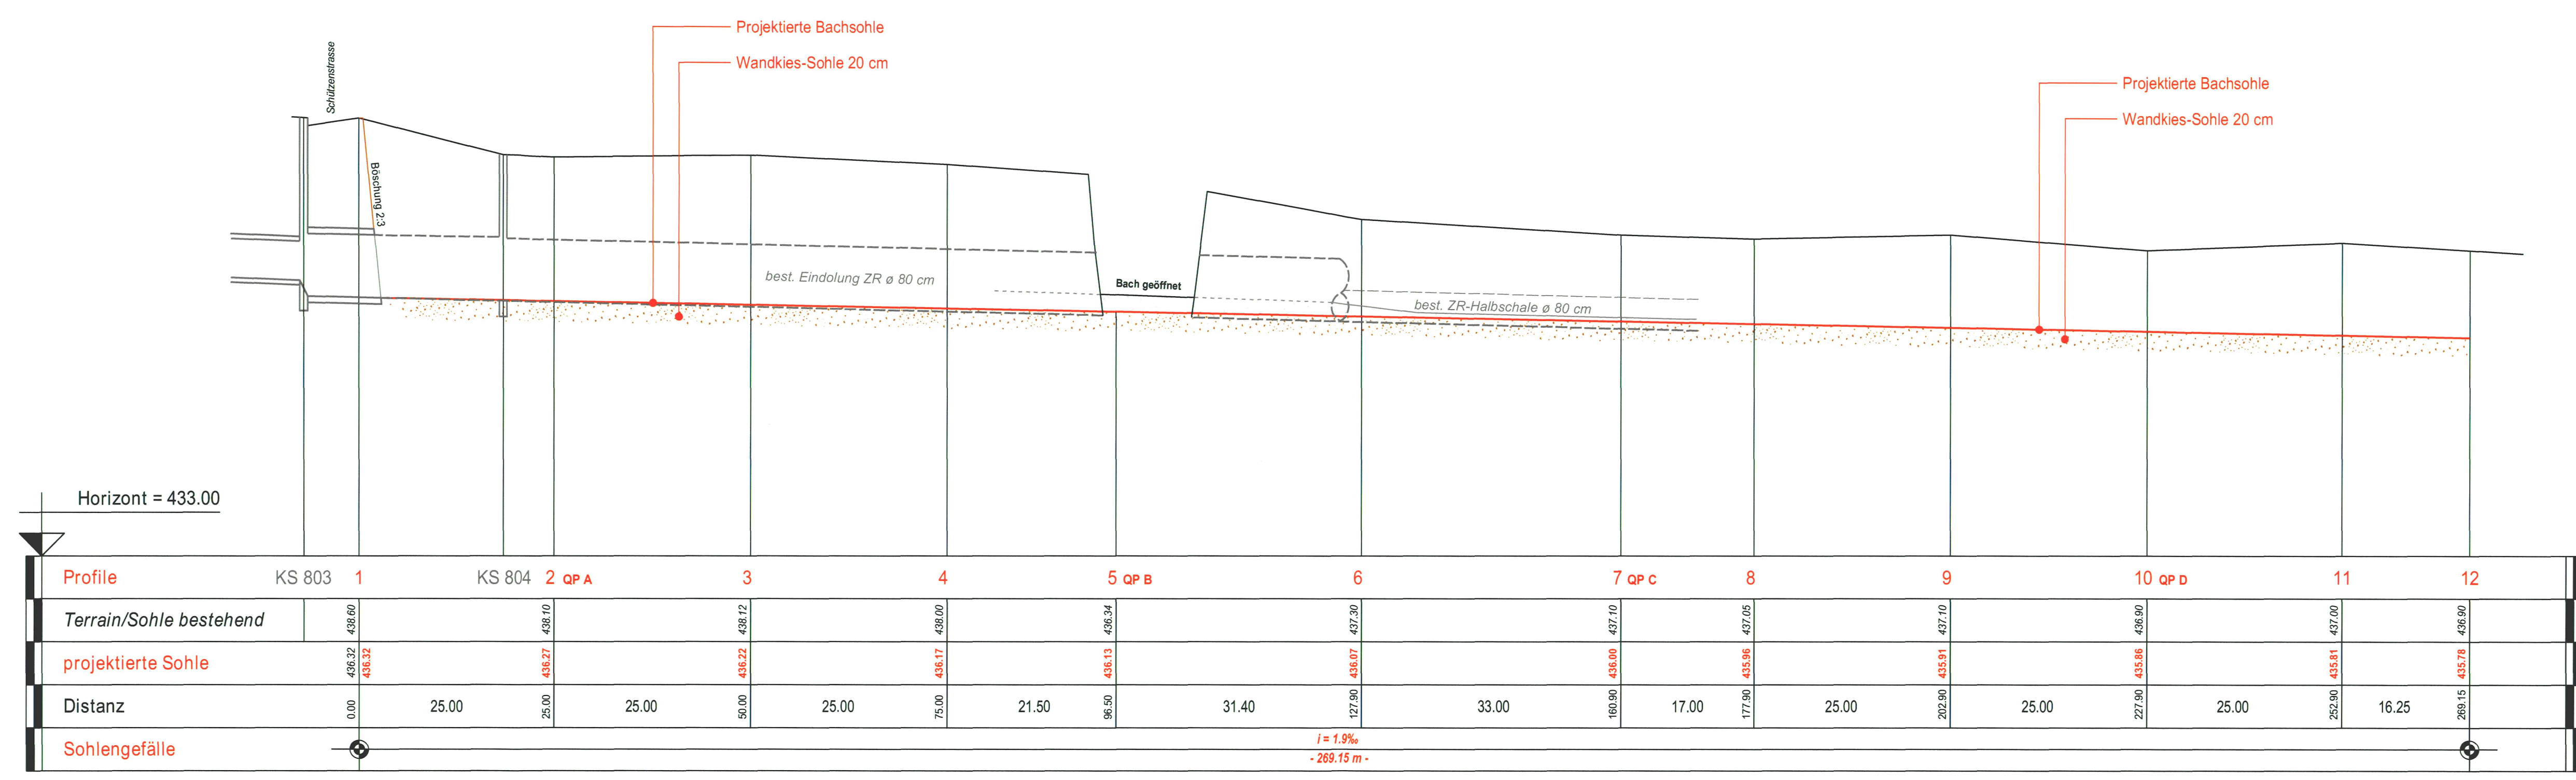 Projektierte Bachsohle
Wandkies-Sohle 20 cm
Schützenstrasse
Projektierte Bachsohle
Wandkies-Sohle 20 cm
Böschung 2:3
best. Eindolung ZR ø 80 cm
Bach geöffnet
best. ZR-Halbschale ø 80 cm
Horizont = 433.00
Profile KS 803 1 KS 804 2 QP A 3 4 5 QP B 6 7 QP C 8 9 10 QP D 11 12
Terrain/Sohle bestehend 438.60 438.10 438.12 438.00 436.34 437.30 437.10 437.05 437.10 436.90 437.00 436.90
projektierte Sohle 436.32 436.32 436.27 436.22 436.17 436.13 436.07 436.00 435.96 435.91 435.86 435.81 435.78
Distanz 0.00 25.00 25.00 25.00 50.00 25.00 75.00 21.50 96.50 31.40 127.90 33.00 160.90 17.00 177.90 25.00 202.90 25.00 227.90 25.00 252.90 16.25 269.15
Sohlengefälle i = 1.9‰
- 269.15 m -